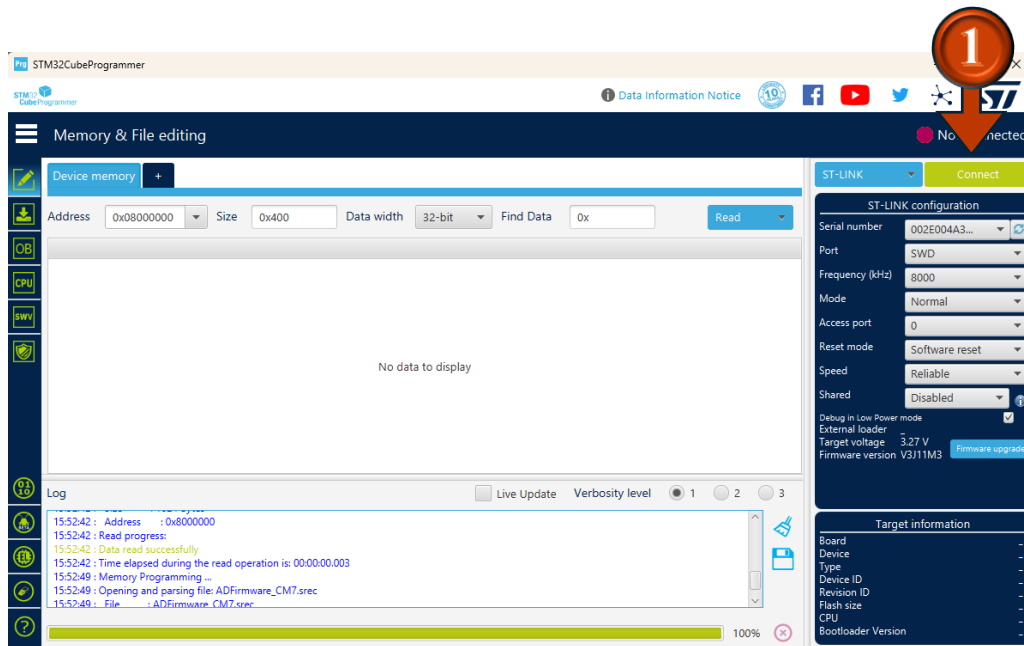 1
Prg STM32CubeProgrammer
STM32
CubeProgrammer
Data Information Notice
Memory & File editing
Device memory +
ST-LINK Connect
Address 0x08000000 Size 0x400 Data width 32-bit Find Data 0x Read
ST-LINK configuration
Serial number 002E004A3...
Port SWD
Frequency (kHz) 8000
Mode Normal
Access port 0
Reset mode Software reset
Speed Reliable
Shared Disabled
Debug in Low Power mode
External loader _
Target voltage 3.27 V
Firmware version V3J11M3 Firmware upgrade
OB
CPU
SWV
No data to display
Log Live Update Verbosity level 1 2 3
15:52:42 : Address : 0x8000000
15:52:42 : Read progress:
15:52:42 : Data read successfully
15:52:42 : Time elapsed during the read operation is: 00:00:00.003
15:52:49 : Memory Programming ...
15:52:49 : Opening and parsing file: ADFirmware_CM7.srec
15:52:49 : File : ADFirmware_CM7.srec
100%
Target information
Board _
Device _
Type _
Device ID _
Revision ID _
Flash size _
CPU _
Bootloader Version _